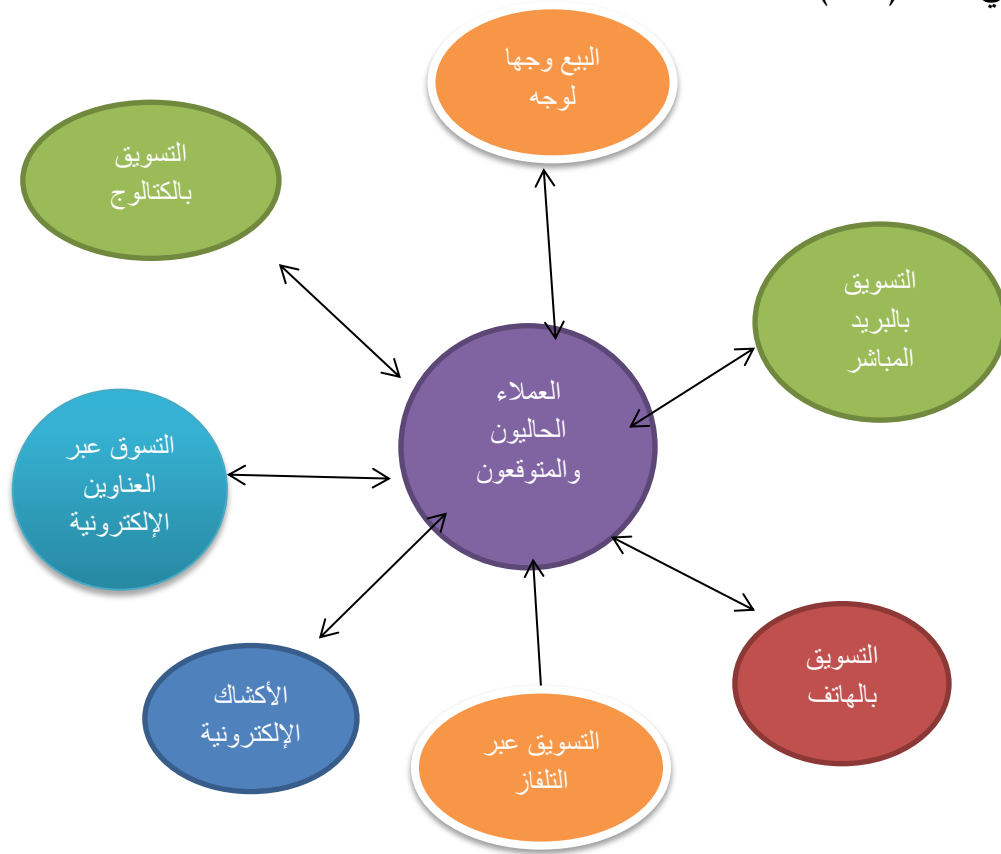 البيع وجها
لوجه
التسويق
بالكتالوج
التسويق
بالبريد
المباشر
العملاء
الحاليون
والمتوقعون
التسوق عبر
العناوين
الإلكترونية
التسويق
بالهاتف
الأكشاك
الإلكترونية
التسويق عبر
التلفاز